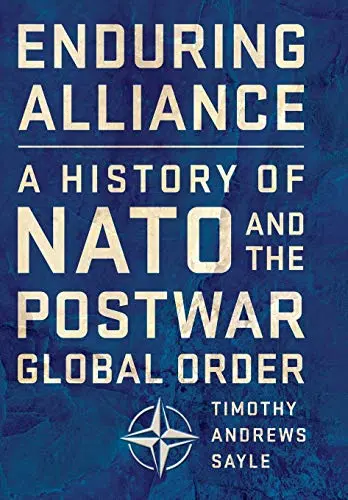 ENDURING
ALLIANCE
A HISTORY OF
NATO AND THE
POSTWAR
GLOBAL ORDER
TIMOTHY
ANDREWS
SAYLE